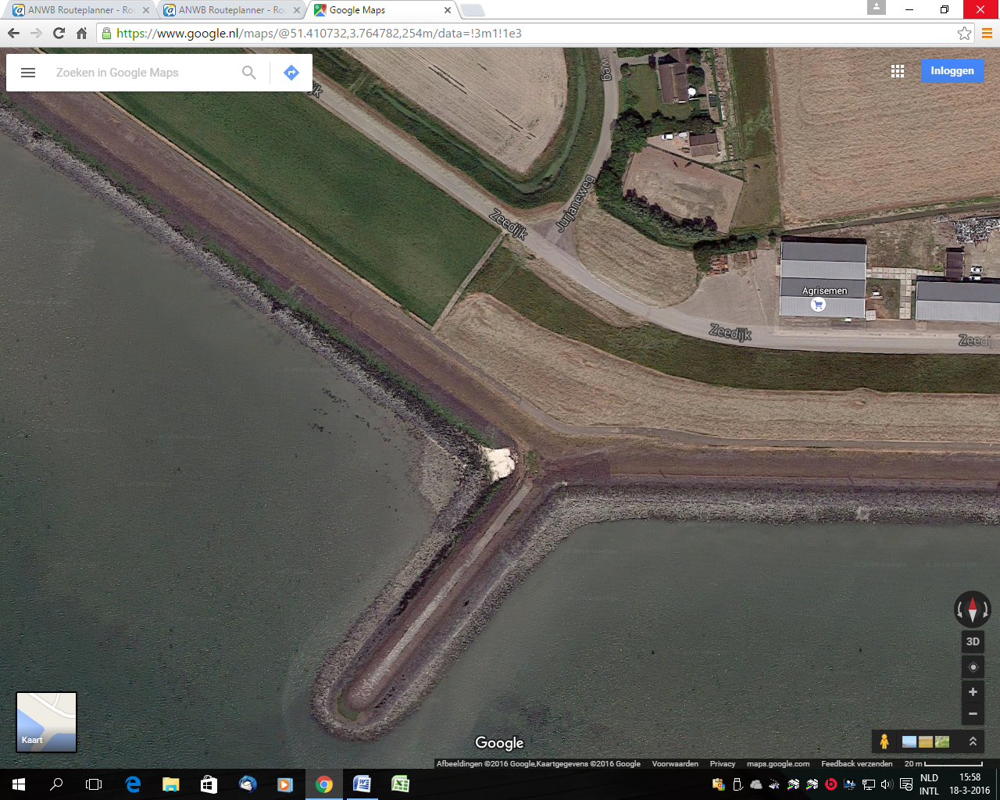 ANWB Routeplanner - Ro
ANWB Routeplanner - Ro
Google Maps
https://www.google.nl/maps/@51.410732,3.764782,254m/data=!3m1!1e3
Zoeken in Google Maps
Inloggen
weg
Zeedijk
Jurjaneweg
Agrisemen
Zeedijk
Zeedij
3D
Kaart
Google
Afbeeldingen ©2016 Google,Kaartgegevens ©2016 Google Voorwaarden Privacy maps.google.com Feedback verzenden 20 m
NLD
INTL
15:58
18-3-2016